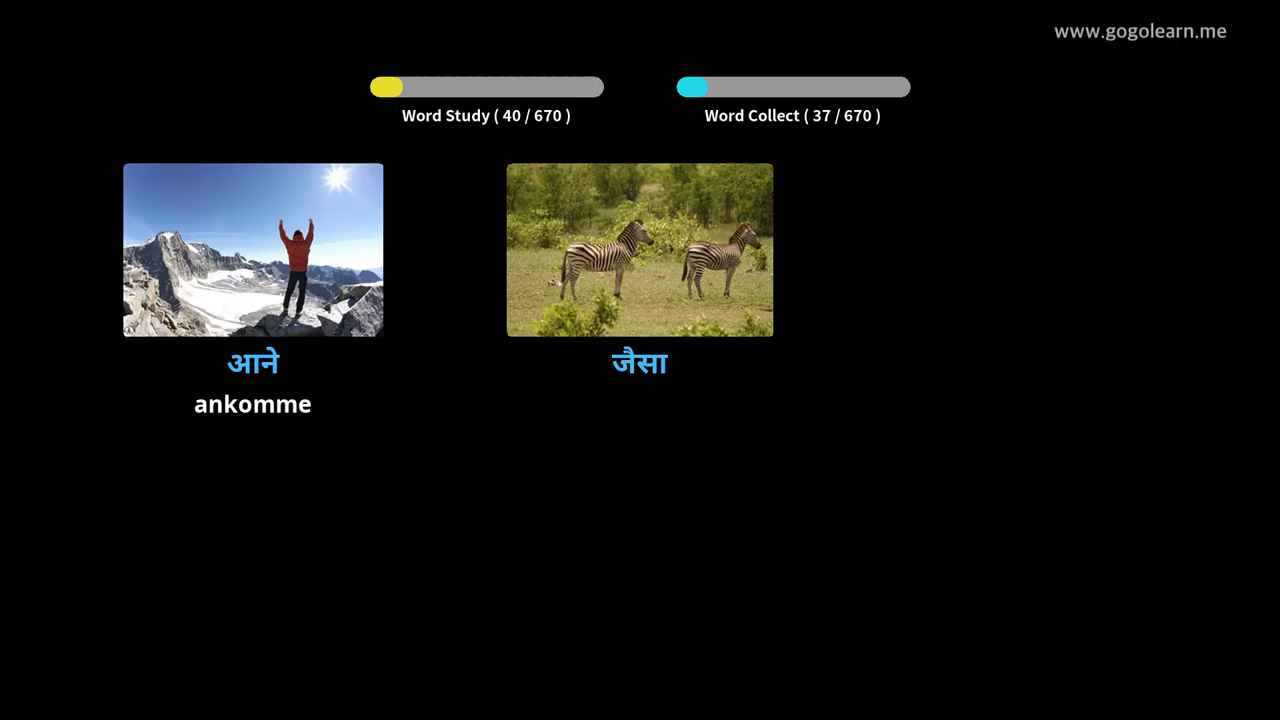 www.gogolearn.me
Word Study ( 40 / 670 )
Word Collect ( 37 / 670 )
आने
जैसा
ankomme